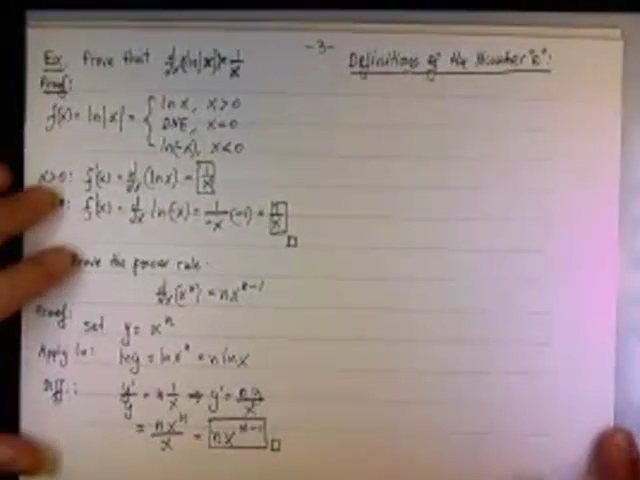 -3-
Ex. Prove that d/dx(ln|x|) = 1/x
Proof:
f(x) = ln|x| = { ln x, x>0
DNE, x=0
ln(-x), x<0
x>0: f'(x) = d/dx (ln x) = 1/x
: f'(x) = d/dx ln(-x) = 1/-x (-1) = 1/x □
Prove the power rule.
d/dx(x^n) = nx^(n-1)
Proof:
Set y = x^n
Apply ln: ln y = ln x^n = n ln x
Diff.: y'/y = n 1/x ⇒ y' = ny/x
= nx^n/x = nx^(n-1) □
Definitions of the Number "e":